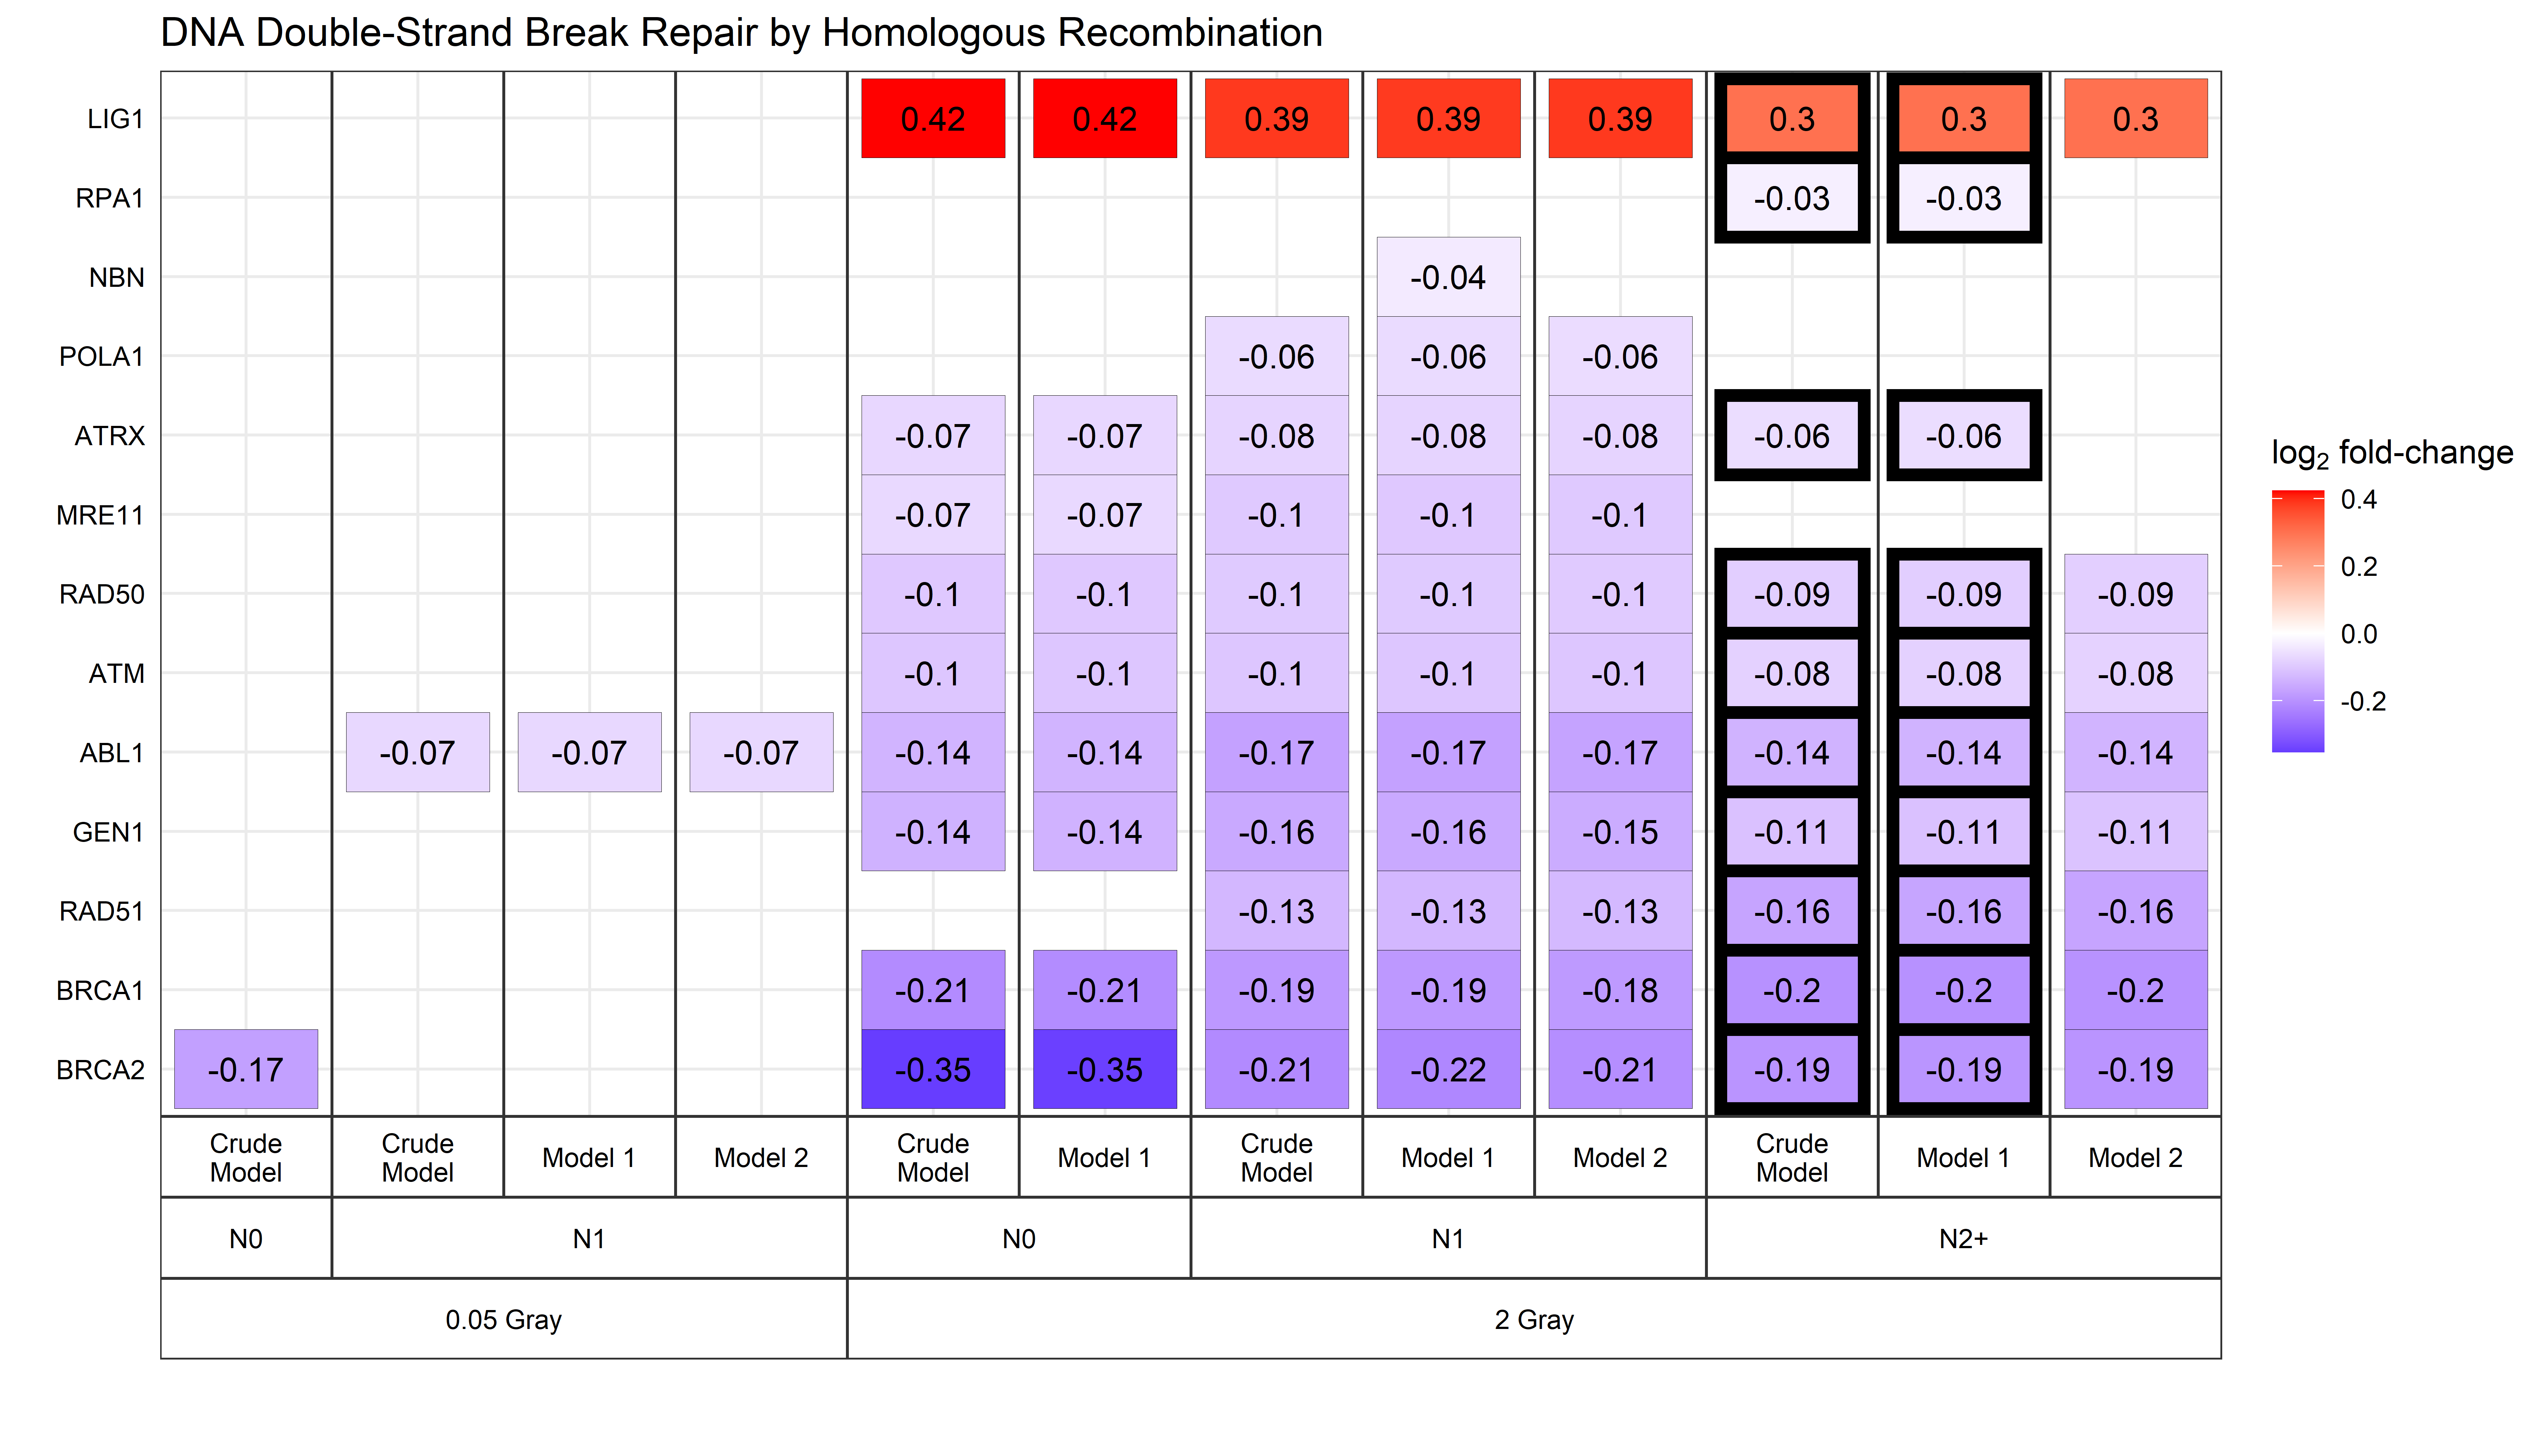 DNA Double-Strand Break Repair by Homologous Recombination
LIG1 0.42 0.42 0.39 0.39 0.39 0.3 0.3 0.3
RPA1 -0.03 -0.03
NBN -0.04
POLA1 -0.06 -0.06 -0.06
ATRX -0.07 -0.07 -0.08 -0.08 -0.08 -0.06 -0.06
MRE11 -0.07 -0.07 -0.1 -0.1 -0.1
RAD50 -0.1 -0.1 -0.1 -0.1 -0.1 -0.09 -0.09 -0.09
ATM -0.1 -0.1 -0.1 -0.1 -0.1 -0.08 -0.08 -0.08
ABL1 -0.07 -0.07 -0.07 -0.14 -0.14 -0.17 -0.17 -0.17 -0.14 -0.14 -0.14
GEN1 -0.14 -0.14 -0.16 -0.16 -0.15 -0.11 -0.11 -0.11
RAD51 -0.13 -0.13 -0.13 -0.16 -0.16 -0.16
BRCA1 -0.21 -0.21 -0.19 -0.19 -0.18 -0.2 -0.2 -0.2
BRCA2 -0.17 -0.35 -0.35 -0.21 -0.22 -0.21 -0.19 -0.19 -0.19
Crude Model Crude Model Model 1 Model 2 Crude Model Model 1 Crude Model Model 1 Model 2 Crude Model Model 1 Model 2
N0 N1 N0 N1 N2+
0.05 Gray 2 Gray
log₂ fold-change
0.4
0.2
0.0
-0.2